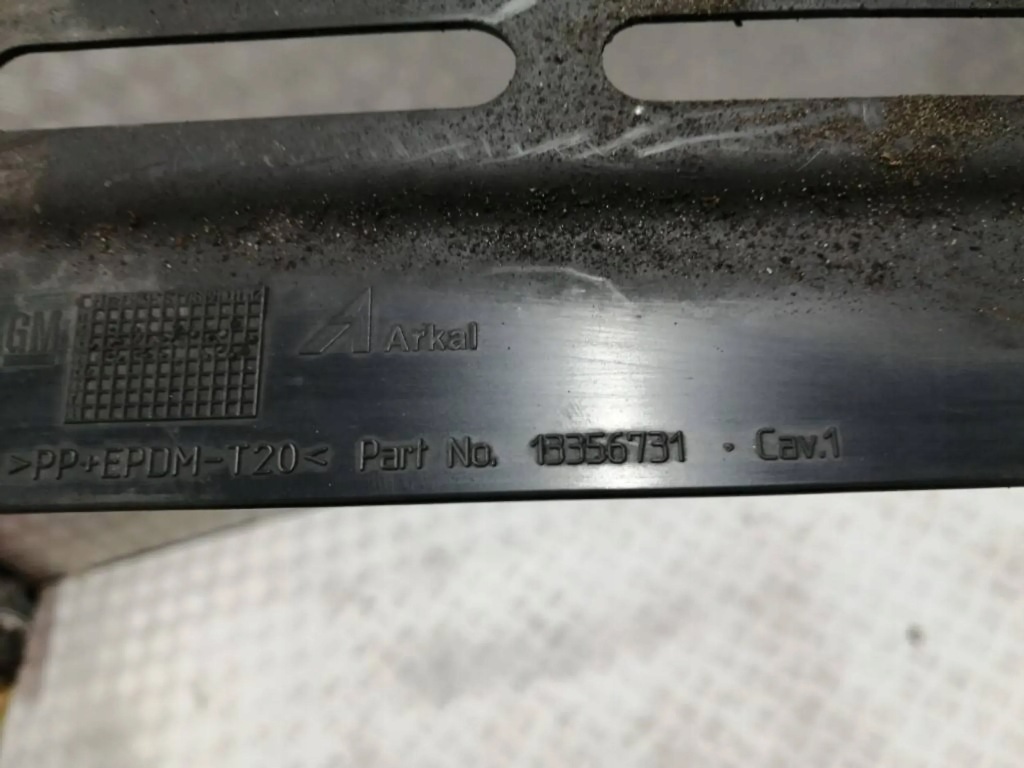 GM
Arkal
>PP+EPDM-T20< Part No. 13356731 · Cav.1